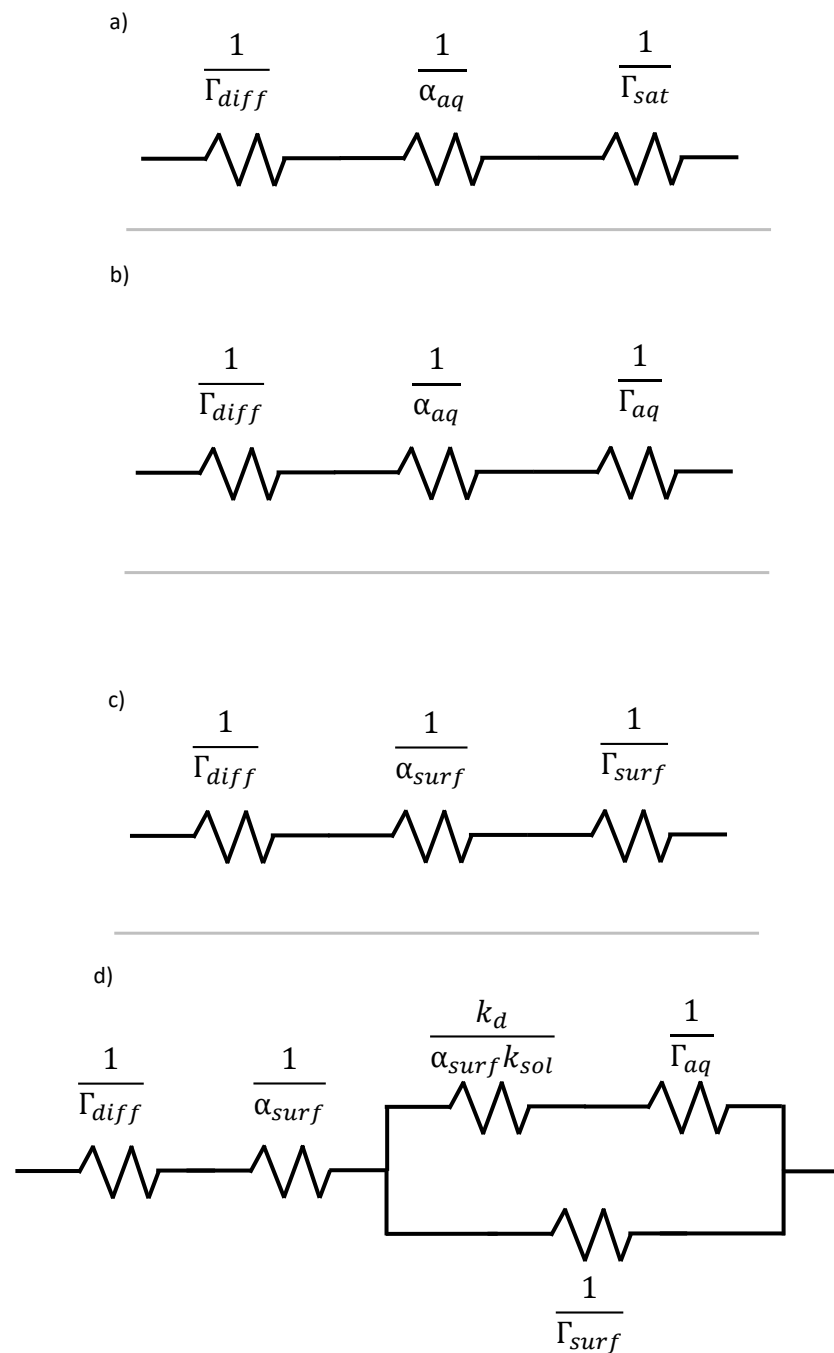 a)
1/Γ_diff 1/α_aq 1/Γ_sat
b)
1/Γ_diff 1/α_aq 1/Γ_aq
c)
1/Γ_diff 1/α_surf 1/Γ_surf
d)
k_d/α_surf k_sol 1/Γ_aq
1/Γ_diff 1/α_surf
1/Γ_surf